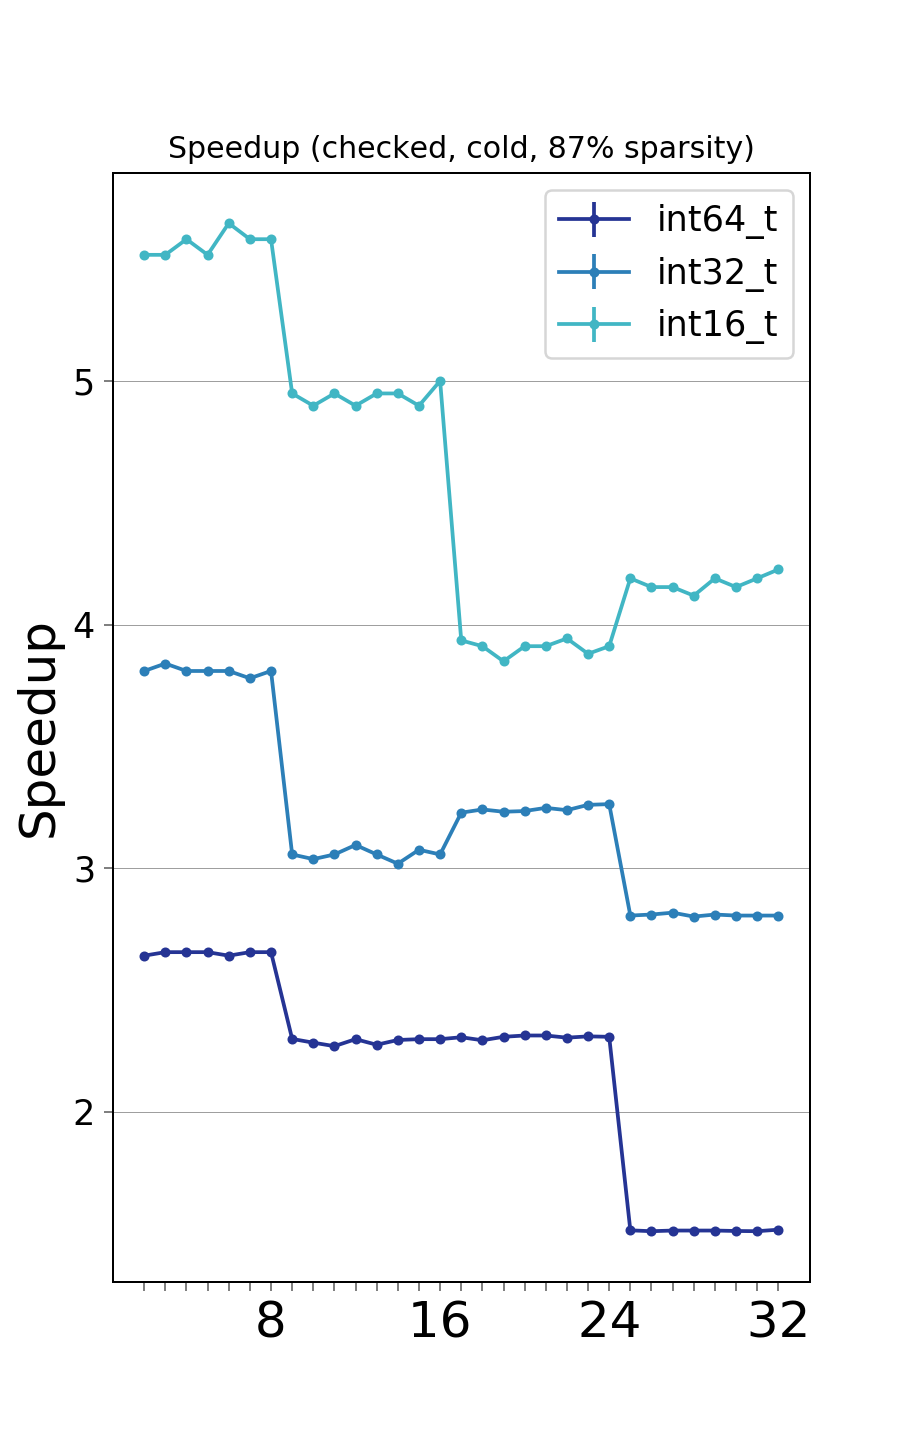 Speedup (checked, cold, 87% sparsity)
int64_t
int32_t
int16_t
5
4
3
2
Speedup
8 16 24 32